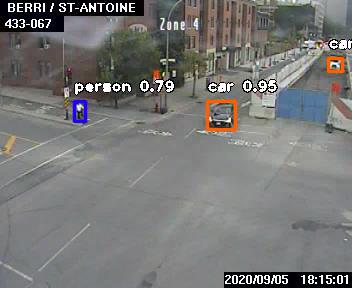 BERRI / ST-ANTOINE
433-067
Zone 4
car
person 0.79
car 0.95
2020/09/05 18:15:01